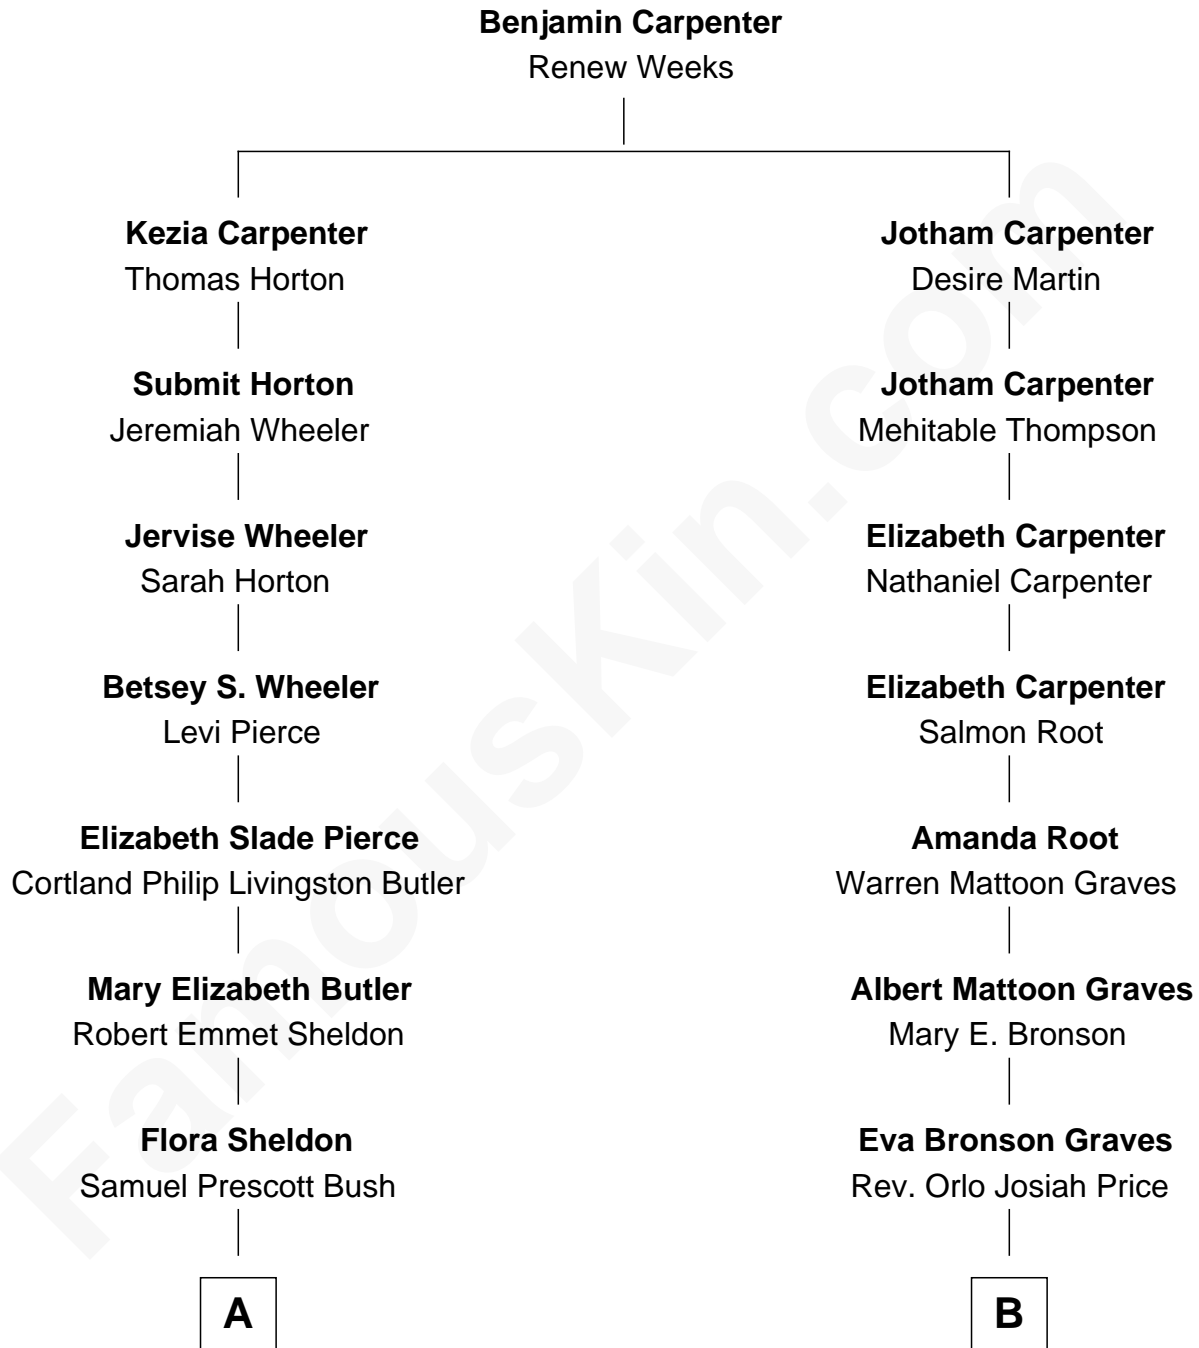 Benjamin Carpenter
Renew Weeks
Kezia Carpenter
Thomas Horton
Jotham Carpenter
Desire Martin
Submit Horton
Jeremiah Wheeler
Jotham Carpenter
Mehitable Thompson
Jervise Wheeler
Sarah Horton
Elizabeth Carpenter
Nathaniel Carpenter
Betsey S. Wheeler
Levi Pierce
Elizabeth Carpenter
Salmon Root
Elizabeth Slade Pierce
Cortland Philip Livingston Butler
Amanda Root
Warren Mattoon Graves
Mary Elizabeth Butler
Robert Emmet Sheldon
Albert Mattoon Graves
Mary E. Bronson
Flora Sheldon
Samuel Prescott Bush
Eva Bronson Graves
Rev. Orlo Josiah Price
A
B
FamousKin.com